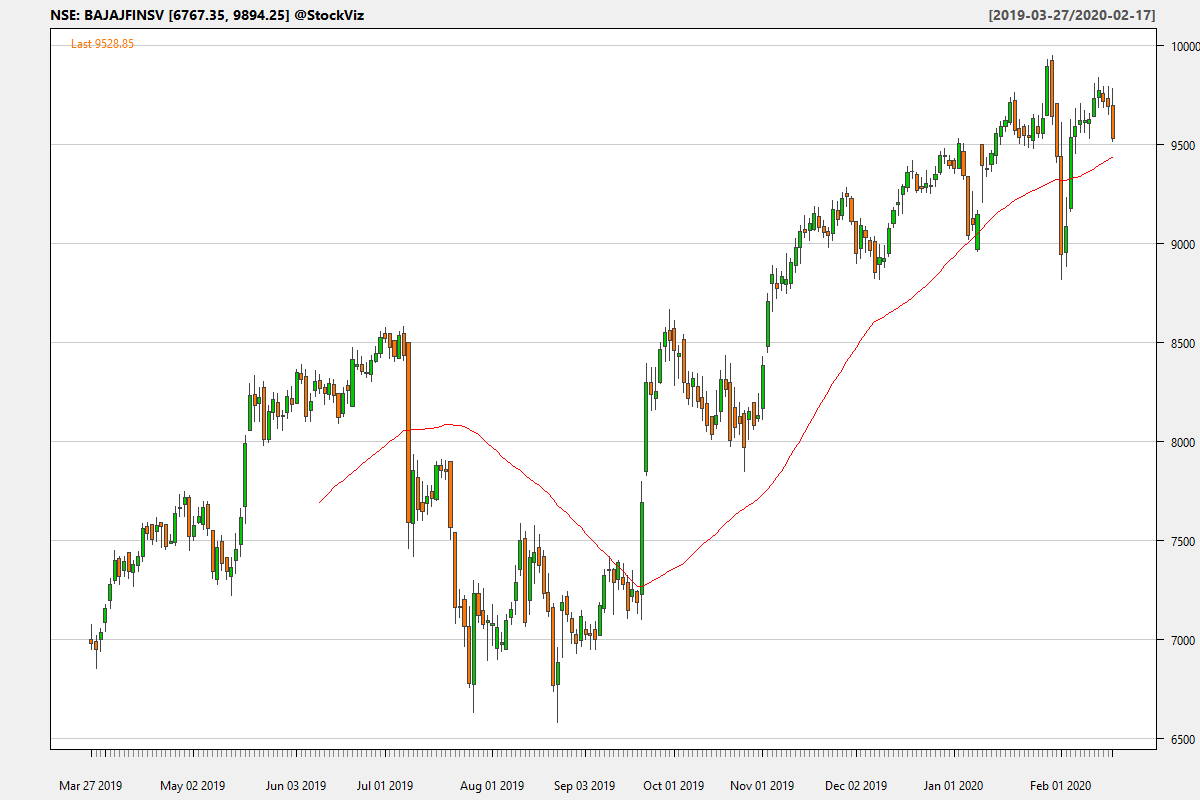 NSE: BAJAJFINSV [6767.35, 9894.25] @StockViz
[2019-03-27/2020-02-17]
Last 9528.85
10000
9500
9000
8500
8000
7500
7000
6500
Mar 27 2019
May 02 2019
Jun 03 2019
Jul 01 2019
Aug 01 2019
Sep 03 2019
Oct 01 2019
Nov 01 2019
Dec 02 2019
Jan 01 2020
Feb 01 2020